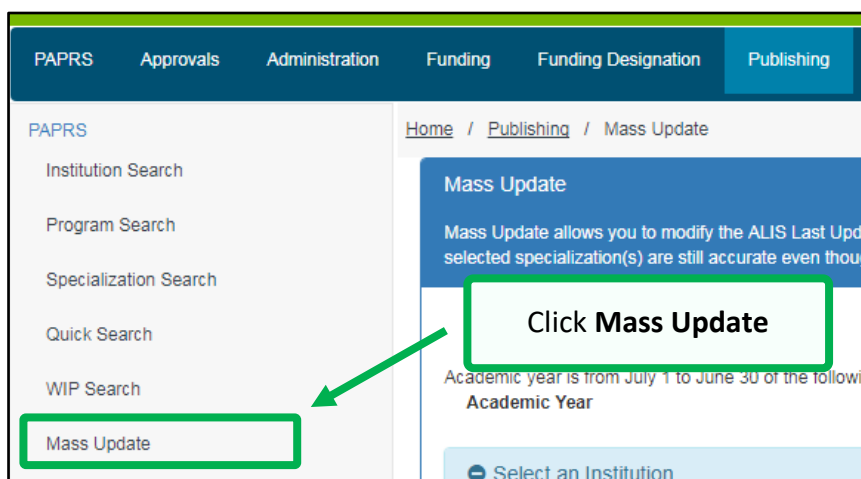 PAPRS Approvals Administration Funding Funding Designation Publishing
PAPRS
Institution Search
Program Search
Specialization Search
Quick Search
WIP Search
Mass Update
Home / Publishing / Mass Update
Mass Update
Mass Update allows you to modify the ALIS Last Upd
selected specialization(s) are still accurate even thou
Click Mass Update
Academic year is from July 1 to June 30 of the followi
Academic Year
Select an Institution